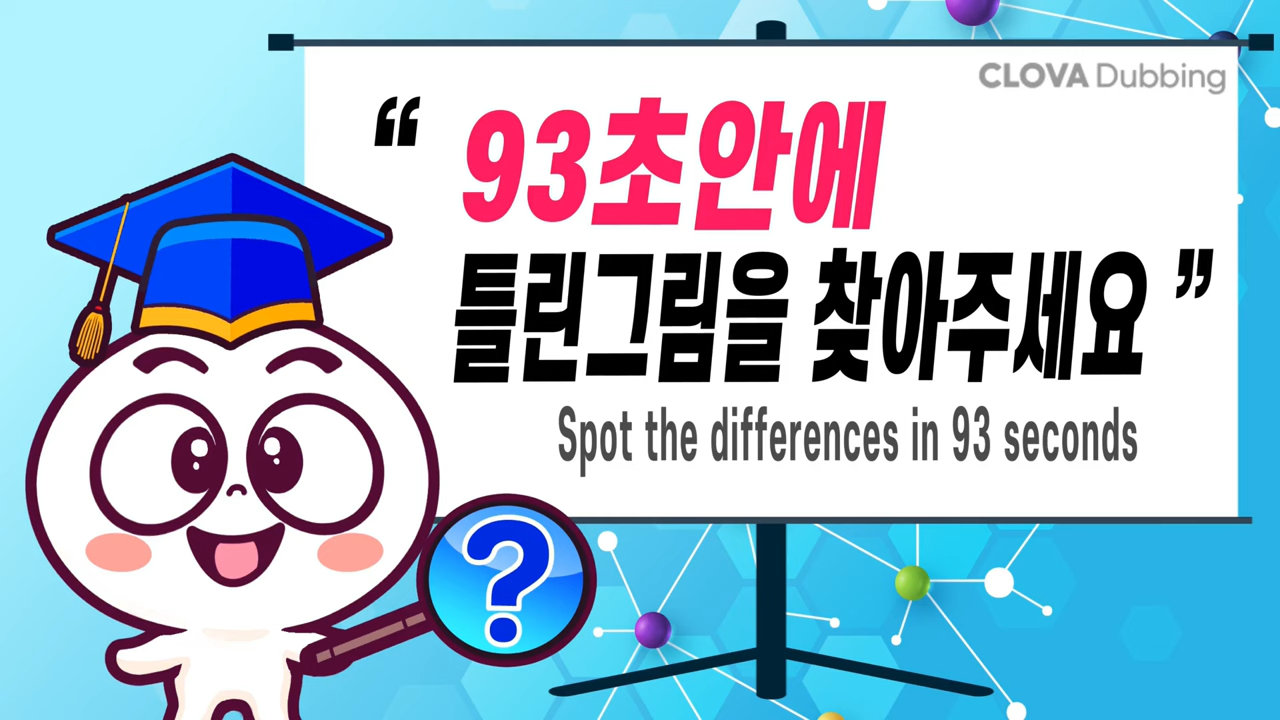 CLOVA Dubbing
“ 93초안에
틀린그림을 찾아주세요 ”
Spot the differences in 93 seconds
?